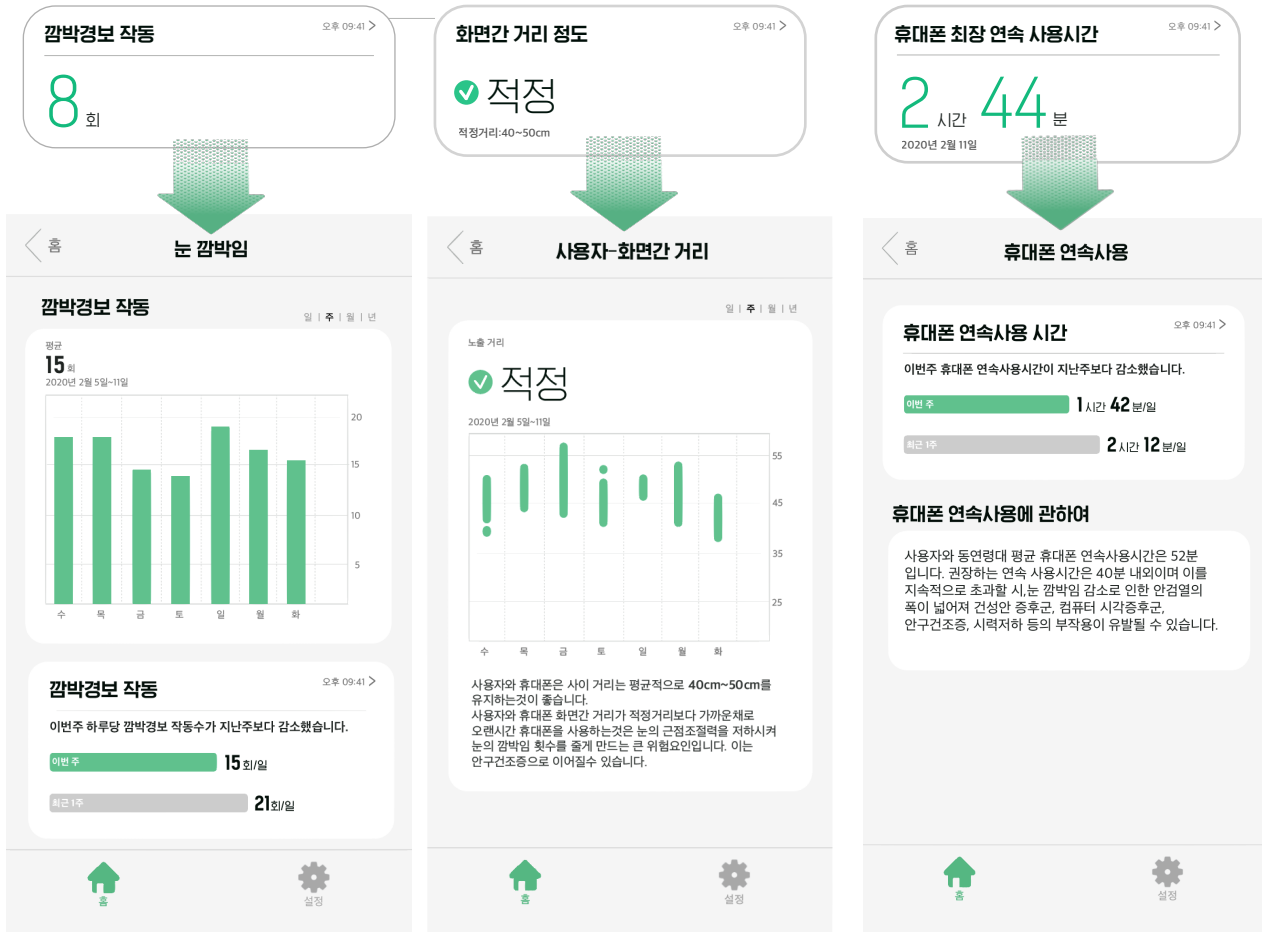 깜박경보 작동
오후 09:41
8 회
화면간 거리 정도
오후 09:41
적정
적정거리:40~50cm
휴대폰 최장 연속 사용시간
오후 09:41
2 시간 44 분
2020년 2월 11일
홈
눈 깜박임
깜박경보 작동
일 | 주 | 월 | 년
평균
15 회
2020년 2월 5일~11일
20
15
10
5
수 목 금 토 일 월 화
깜박경보 작동
오후 09:41
이번주 하루당 깜박경보 작동수가 지난주보다 감소했습니다.
이번 주 15 회/일
최근 1주 21회/일
홈
설정
홈
사용자-화면간 거리
일 | 주 | 월 | 년
노출 거리
적정
2020년 2월 5일~11일
55
45
35
25
수 목 금 토 일 월 화
사용자와 휴대폰은 사이 거리는 평균적으로 40cm~50cm를
유지하는것이 좋습니다.
사용자와 휴대폰 화면간 거리가 적정거리보다 가까운채로
오랜시간 휴대폰을 사용하는것은 눈의 근점조절력을 저하시켜
눈의 깜박임 횟수를 줄게 만드는 큰 위험요인입니다. 이는
안구건조증으로 이어질수 있습니다.
홈
설정
홈
휴대폰 연속사용
휴대폰 연속사용 시간
오후 09:41
이번주 휴대폰 연속사용시간이 지난주보다 감소했습니다.
이번 주 1 시간 42 분/일
최근 1주 2 시간 12 분/일
휴대폰 연속사용에 관하여
사용자와 동연령대 평균 휴대폰 연속사용시간은 52분
입니다. 권장하는 연속 사용시간은 40분 내외이며 이를
지속적으로 초과할 시,눈 깜박임 감소로 인한 안검열의
폭이 넓어져 건성안 증후군, 컴퓨터 시각증후군,
안구건조증, 시력저하 등의 부작용이 유발될 수 있습니다.
홈
설정